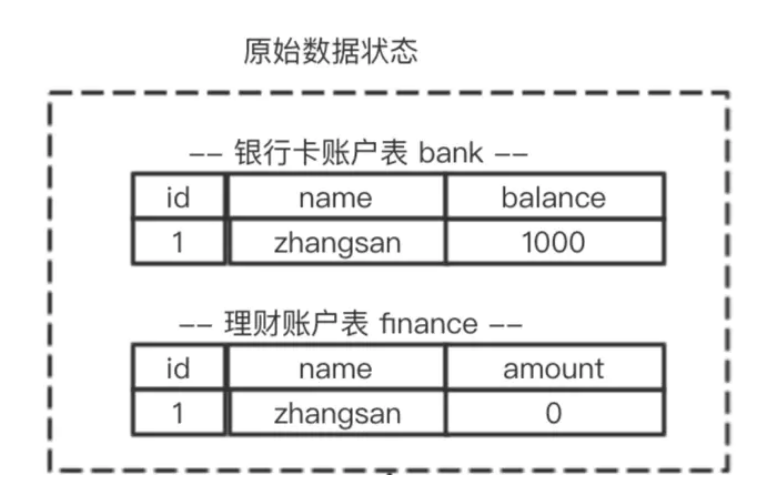 原始数据状态
-- 银行卡账户表 bank --
id name balance
1 zhangsan 1000
-- 理财账户表 finance --
id name amount
1 zhangsan 0